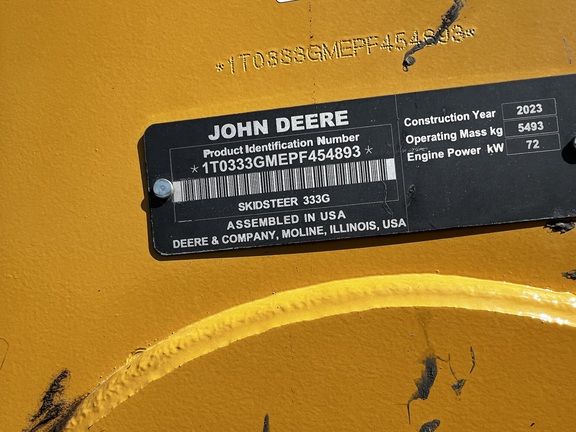 *1T0333GMEPF454893*
JOHN DEERE
Product Identification Number
*1T0333GMEPF454893*
SKIDSTEER 333G
ASSEMBLED IN USA
DEERE & COMPANY, MOLINE, ILLINOIS, USA
Construction Year 2023
Operating Mass kg 5493
Engine Power kW 72